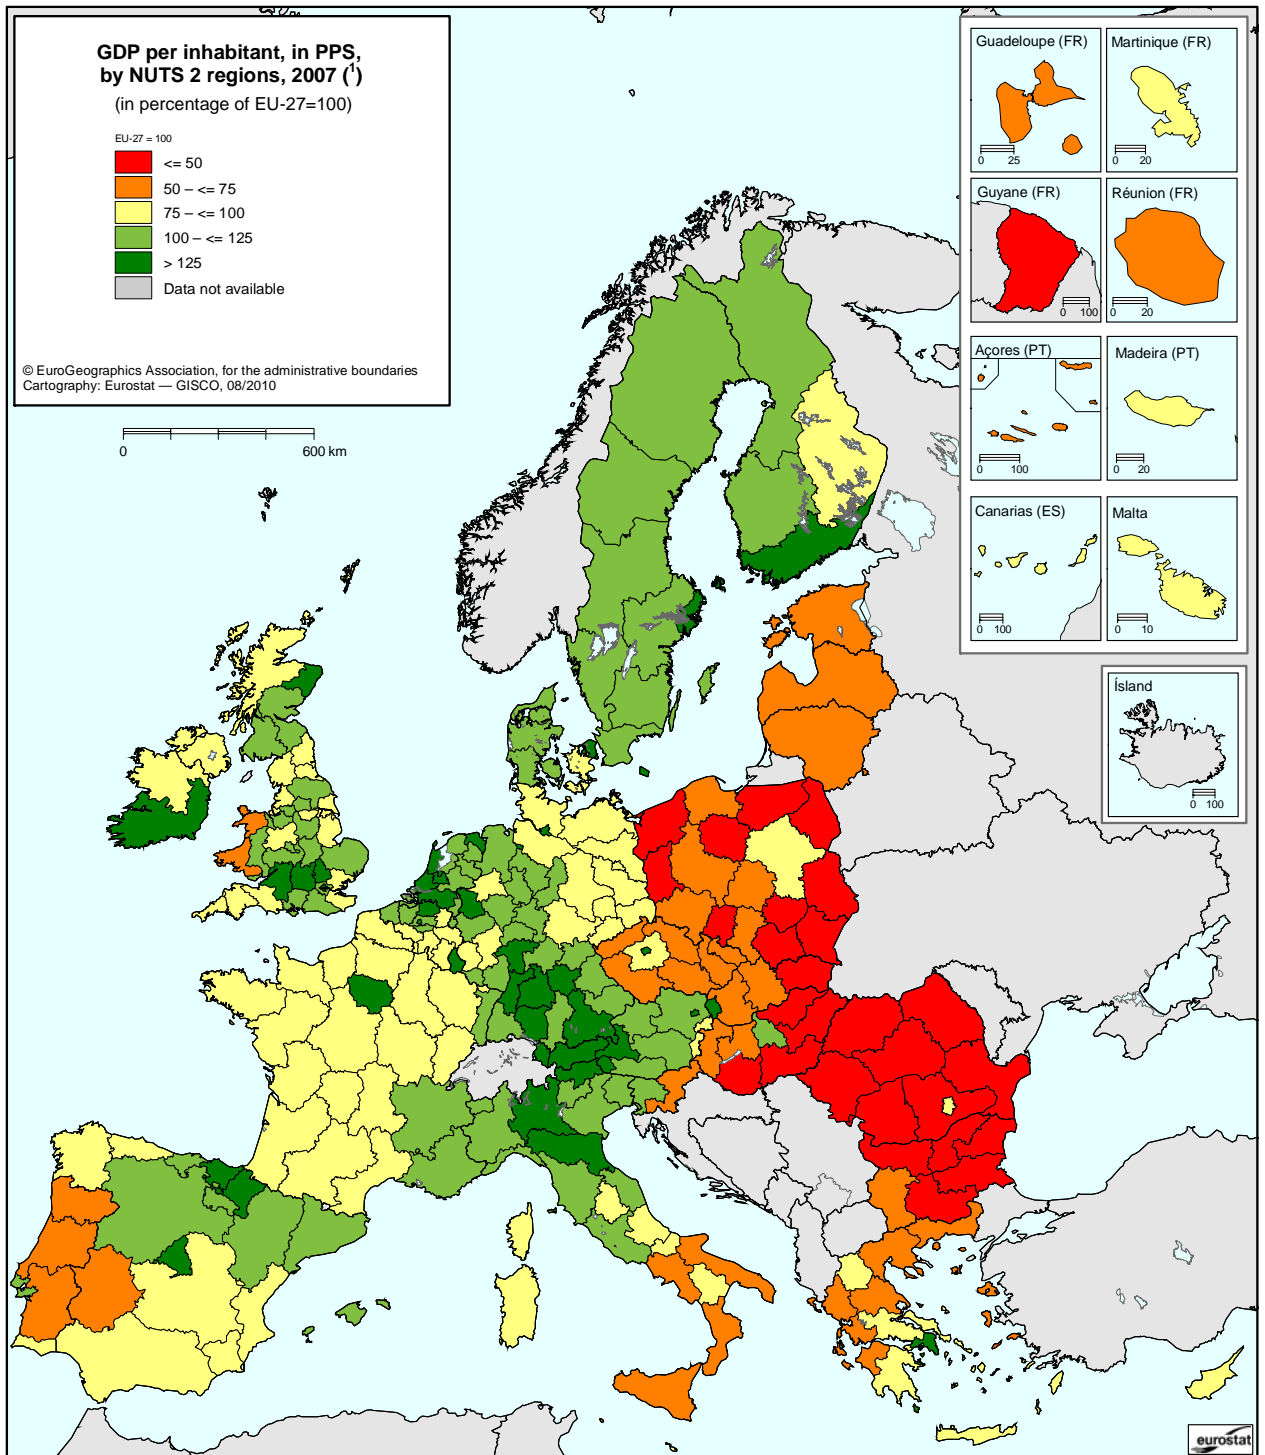 GDP per inhabitant, in PPS,
by NUTS 2 regions, 2007 (¹)
(in percentage of EU-27=100)
EU-27 = 100
<= 50
50 – <= 75
75 – <= 100
100 – <= 125
> 125
Data not available
© EuroGeographics Association, for the administrative boundaries
Cartography: Eurostat — GISCO, 08/2010
0 600 km
Guadeloupe (FR)
0 25
Martinique (FR)
0 20
Guyane (FR)
0 100
Réunion (FR)
0 20
Açores (PT)
0 100
Madeira (PT)
0 20
Canarias (ES)
0 100
Malta
0 10
Ísland
0 100
eurostat